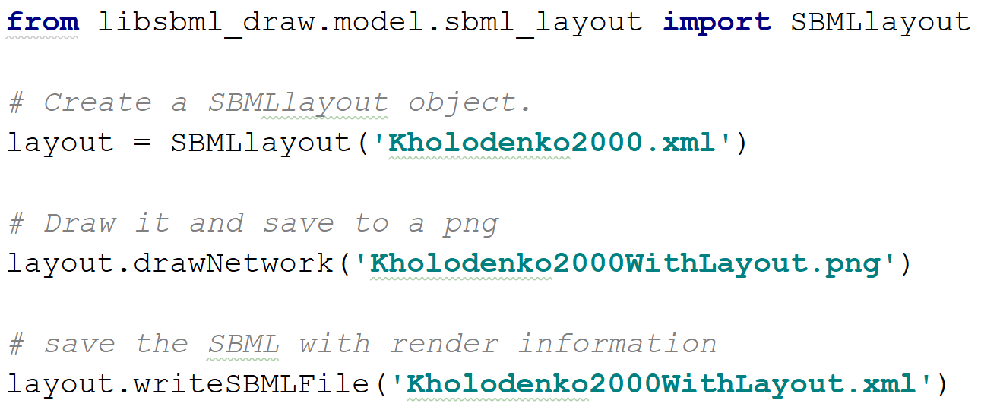 from libsbml_draw.model.sbml_layout import SBMLlayout
# Create a SBMLlayout object.
layout = SBMLlayout('Kholodenko2000.xml')
# Draw it and save to a png
layout.drawNetwork('Kholodenko2000WithLayout.png')
# save the SBML with render information
layout.writeSBMLFile('Kholodenko2000WithLayout.xml')